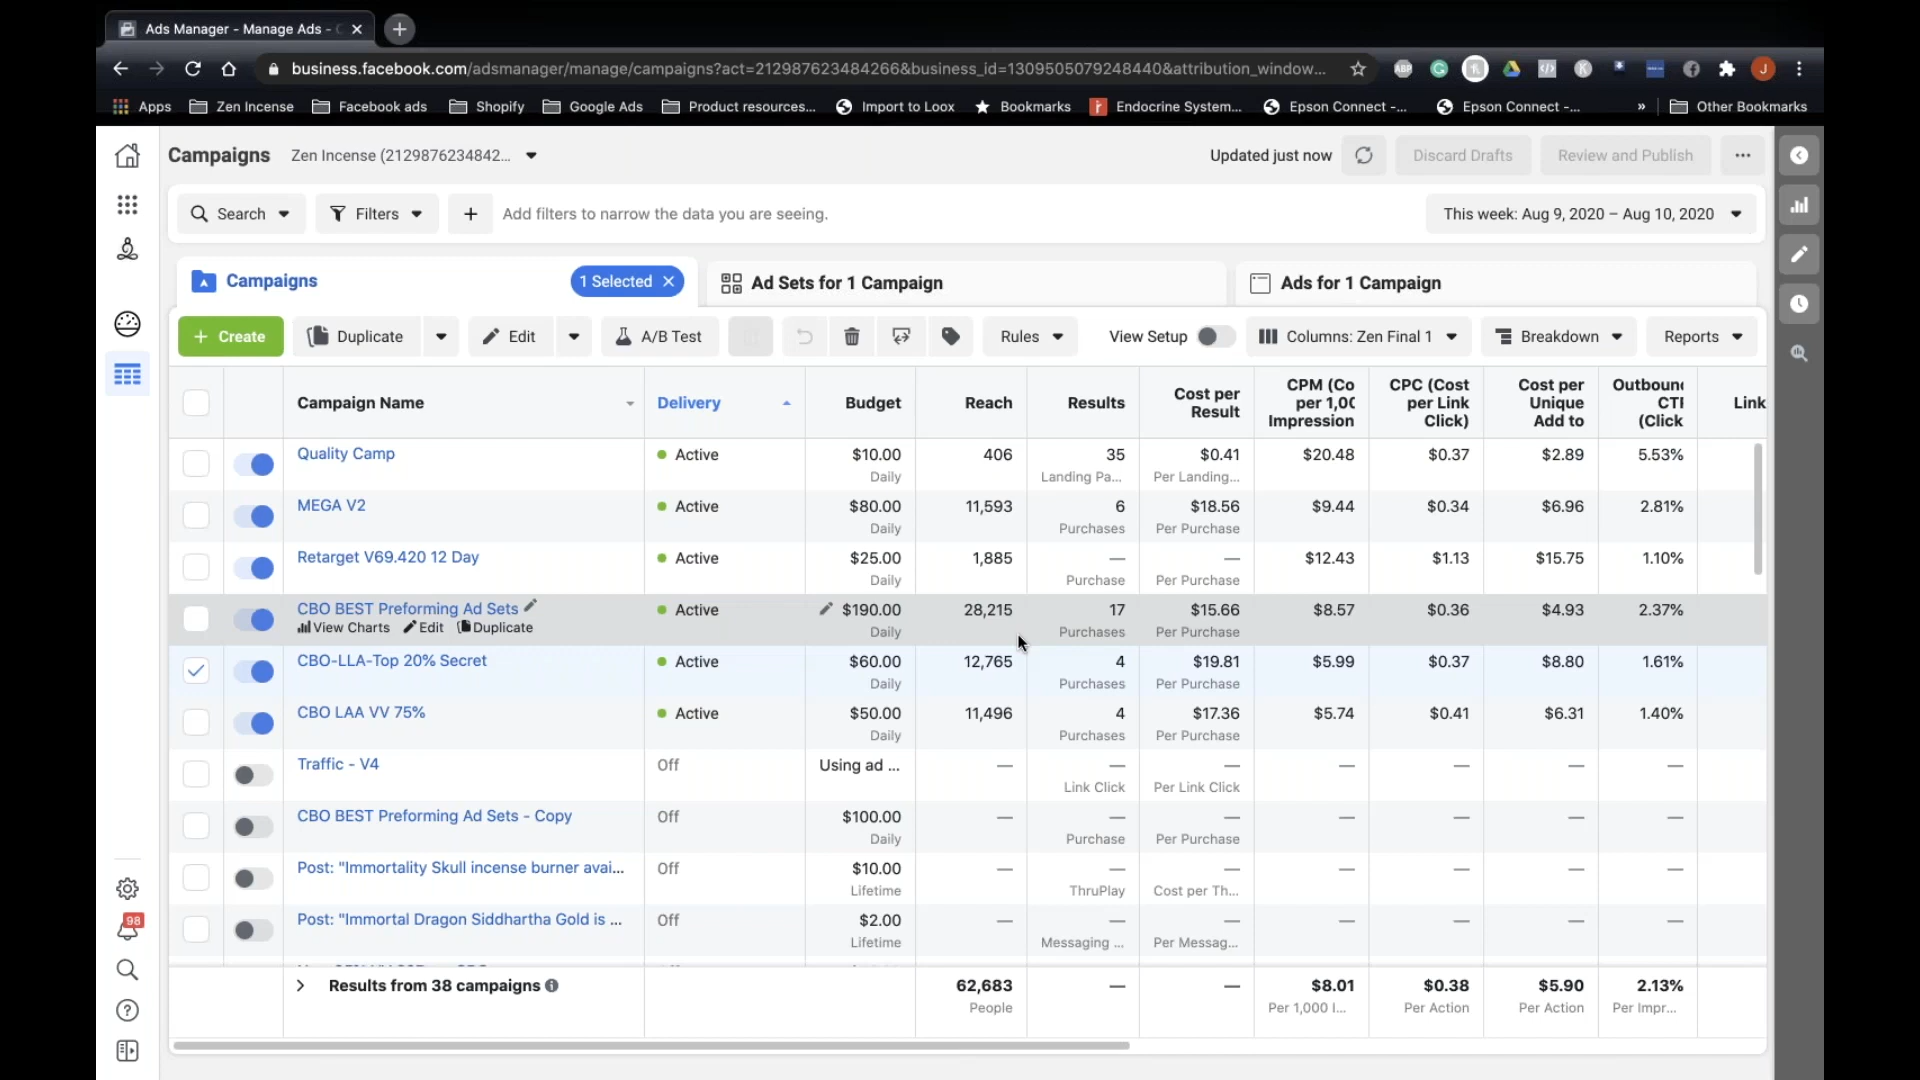 Ads Manager - Manage Ads - C
business.facebook.com/adsmanager/manage/campaigns?act=212987623484266&business_id=1309505079248440&attribution_window...
ABP
J
Apps Zen Incense Facebook ads Shopify Google Ads Product resources... Import to Loox Bookmarks Endocrine System... Epson Connect -... Epson Connect -... » Other Bookmarks
Campaigns Zen Incense (2129876234842... Updated just now Discard Drafts Review and Publish ...
Search Filters + Add filters to narrow the data you are seeing. This week: Aug 9, 2020 – Aug 10, 2020
Campaigns 1 Selected × Ad Sets for 1 Campaign Ads for 1 Campaign
+ Create Duplicate Edit A/B Test Rules View Setup Columns: Zen Final 1 Breakdown Reports
Campaign Name Delivery Budget Reach Results Cost per Result CPM (Co per 1,00 Impression CPC (Cost per Link Click) Cost per Unique Add to Outboun CTI (Click Link
Quality Camp Active $10.00 406 35 $0.41 $20.48 $0.37 $2.89 5.53%
Daily Landing Pa... Per Landing...
MEGA V2 Active $80.00 11,593 6 $18.56 $9.44 $0.34 $6.96 2.81%
Daily Purchases Per Purchase
Retarget V69.420 12 Day Active $25.00 1,885 — — $12.43 $1.13 $15.75 1.10%
Daily Purchase Per Purchase
CBO BEST Preforming Ad Sets Active $190.00 28,215 17 $15.66 $8.57 $0.36 $4.93 2.37%
View Charts Edit Duplicate Daily Purchases Per Purchase
CBO-LLA-Top 20% Secret Active $60.00 12,765 4 $19.81 $5.99 $0.37 $8.80 1.61%
Daily Purchases Per Purchase
CBO LAA VV 75% Active $50.00 11,496 4 $17.36 $5.74 $0.41 $6.31 1.40%
Daily Purchases Per Purchase
Traffic - V4 Off Using ad ... — — — — — — —
Link Click Per Link Click
CBO BEST Preforming Ad Sets - Copy Off $100.00 — — — — — — —
Daily Purchase Per Purchase
Post: "Immortality Skull incense burner avai... Off $10.00 — — — — — — —
Lifetime ThruPlay Cost per Th...
Post: "Immortal Dragon Siddhartha Gold is ... Off $2.00 — — — — — — —
Lifetime Messaging ... Per Messag...
98
Results from 38 campaigns 62,683 — — $8.01 $0.38 $5.90 2.13%
People Per 1,000 I... Per Action Per Action Per Impr...